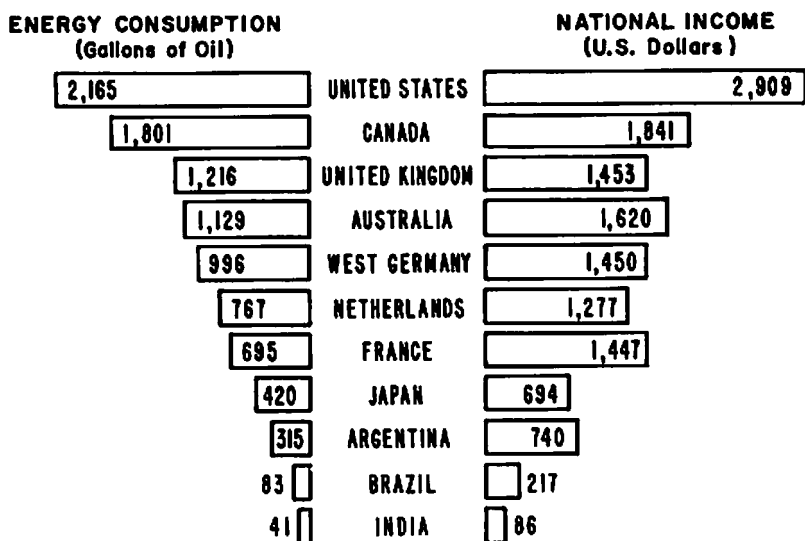 ENERGY CONSUMPTION
(Gallons of Oil)
NATIONAL INCOME
(U.S. Dollars)
2,165 UNITED STATES 2,909
1,801 CANADA 1,841
1,216 UNITED KINGDOM 1,453
1,129 AUSTRALIA 1,620
996 WEST GERMANY 1,450
767 NETHERLANDS 1,277
695 FRANCE 1,447
420 JAPAN 694
315 ARGENTINA 740
83 BRAZIL 217
41 INDIA 86